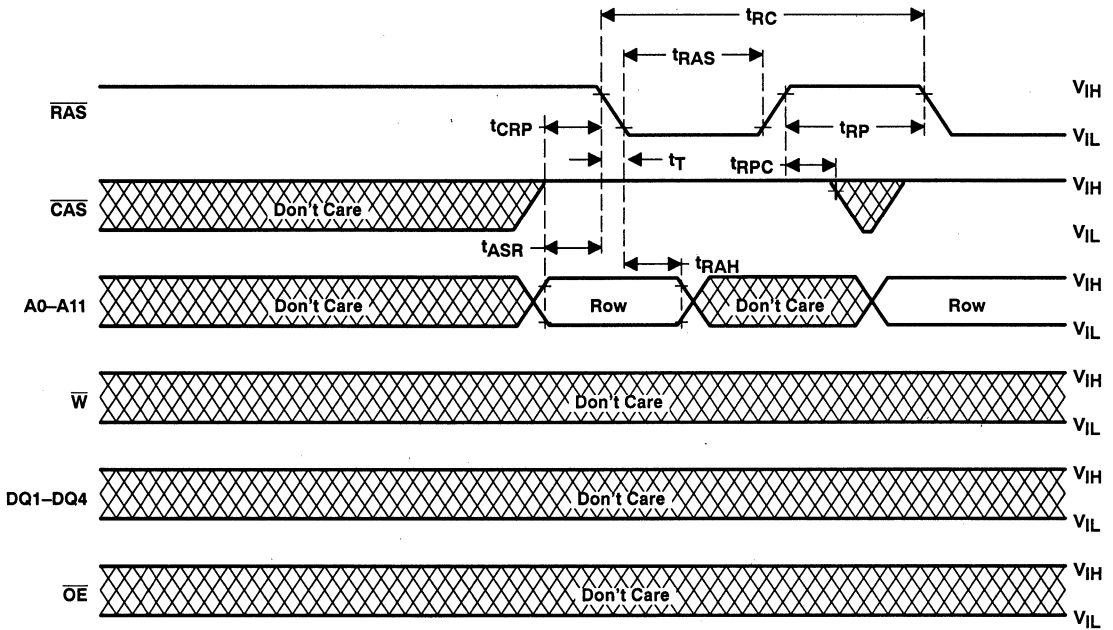 tRC
tRAS
RAS
VIH
VIL
tCRP
tRP
tT
tRPC
CAS
Don't Care
VIH
VIL
tASR
tRAH
A0–A11
Don't Care
Row
Don't Care
Row
VIH
VIL
W
Don't Care
VIH
VIL
DQ1–DQ4
Don't Care
VIH
VIL
OE
Don't Care
VIH
VIL